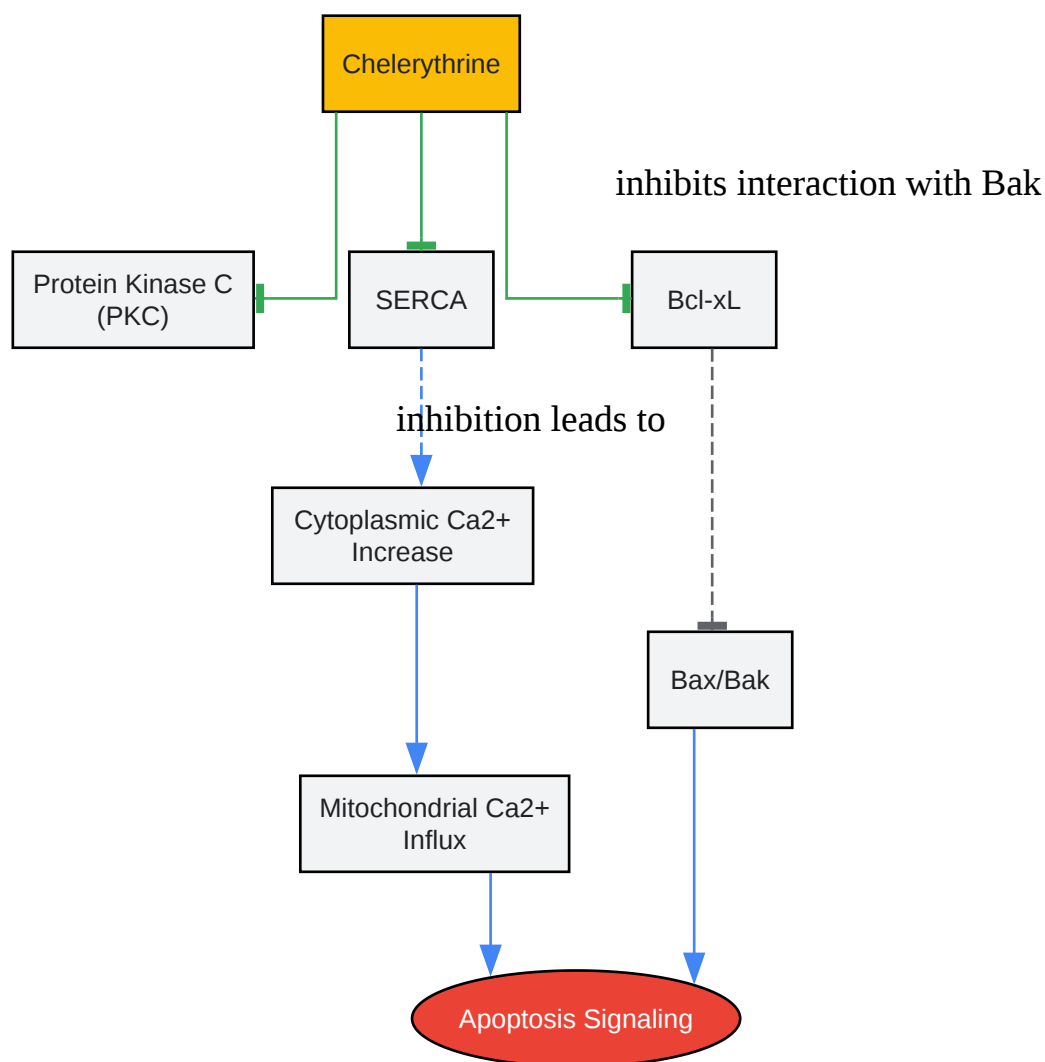 Chelerythrine
inhibits interaction with Bak
Protein Kinase C
(PKC)
SERCA
Bcl-xL
inhibition leads to
Cytoplasmic Ca2+
Increase
Bax/Bak
Mitochondrial Ca2+
Influx
Apoptosis Signaling